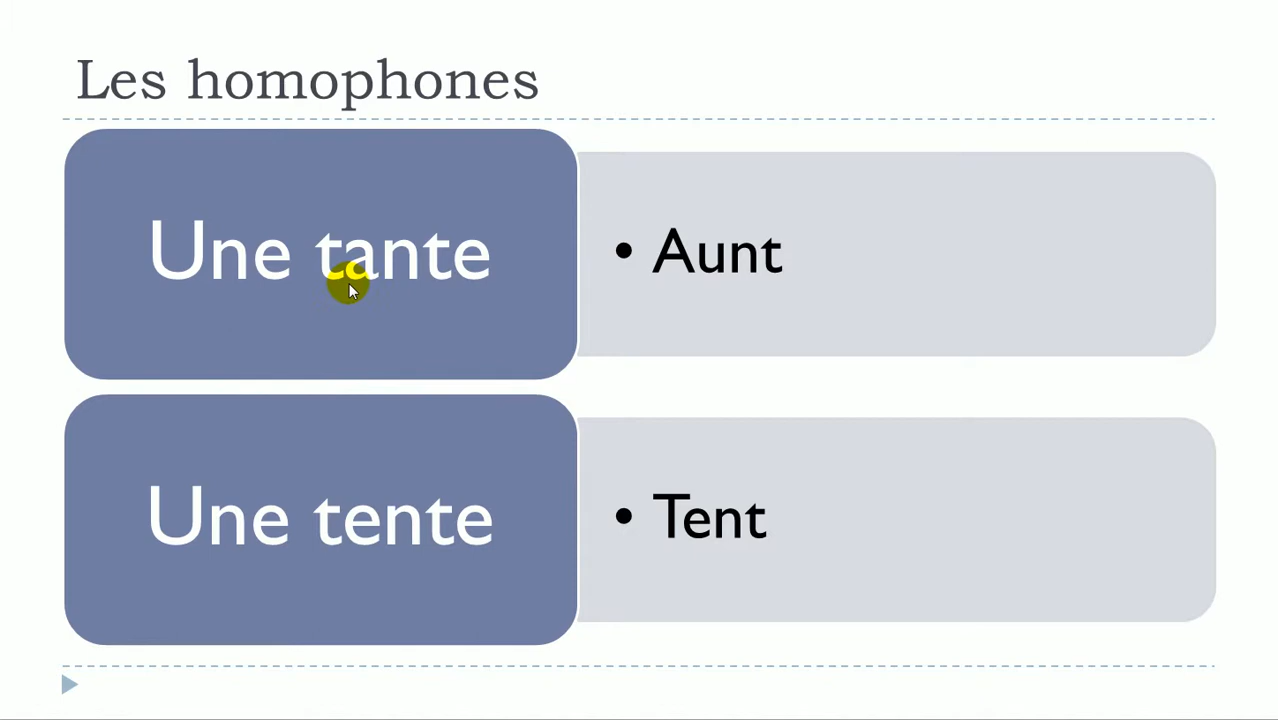 Les homophones
Une tante
• Aunt
Une tente
• Tent